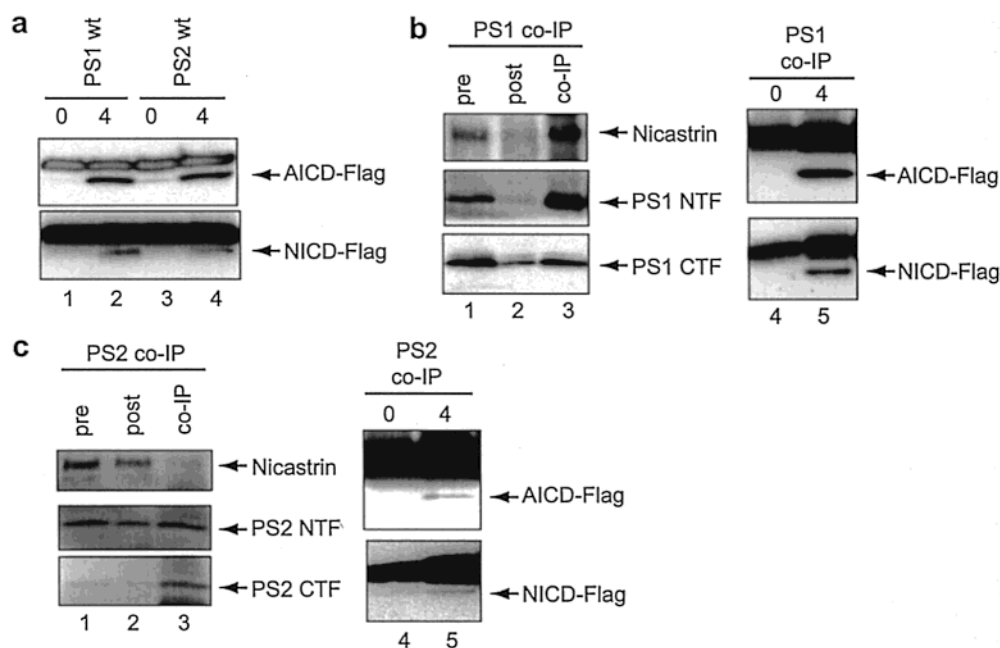 a
PS1 wt
PS2 wt
0 4 0 4
AICD-Flag
NICD-Flag
1 2 3 4
b
PS1 co-IP
pre
post
co-IP
Nicastrin
PS1 NTF
PS1 CTF
1 2 3
PS1
co-IP
0 4
AICD-Flag
NICD-Flag
4 5
c
PS2 co-IP
pre
post
co-IP
Nicastrin
PS2 NTF
PS2 CTF
1 2 3
PS2
co-IP
0 4
AICD-Flag
NICD-Flag
4 5